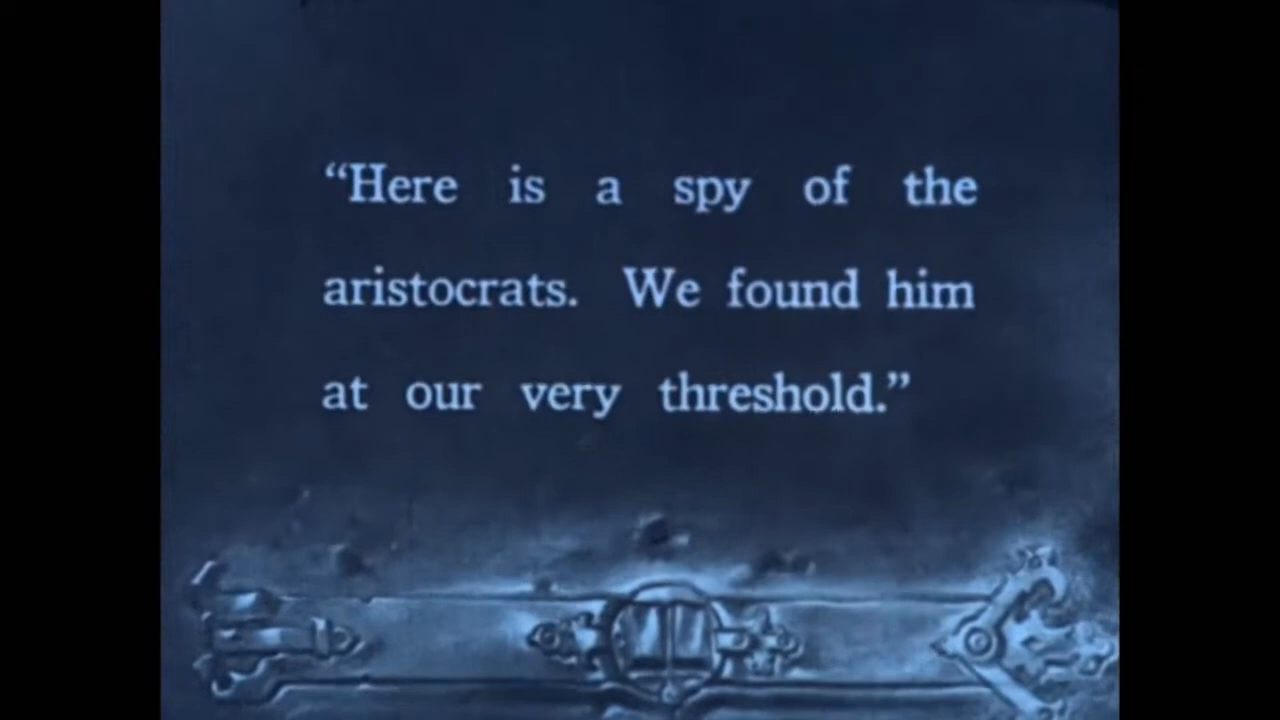 “Here is a spy of the
aristocrats. We found him
at our very threshold.”